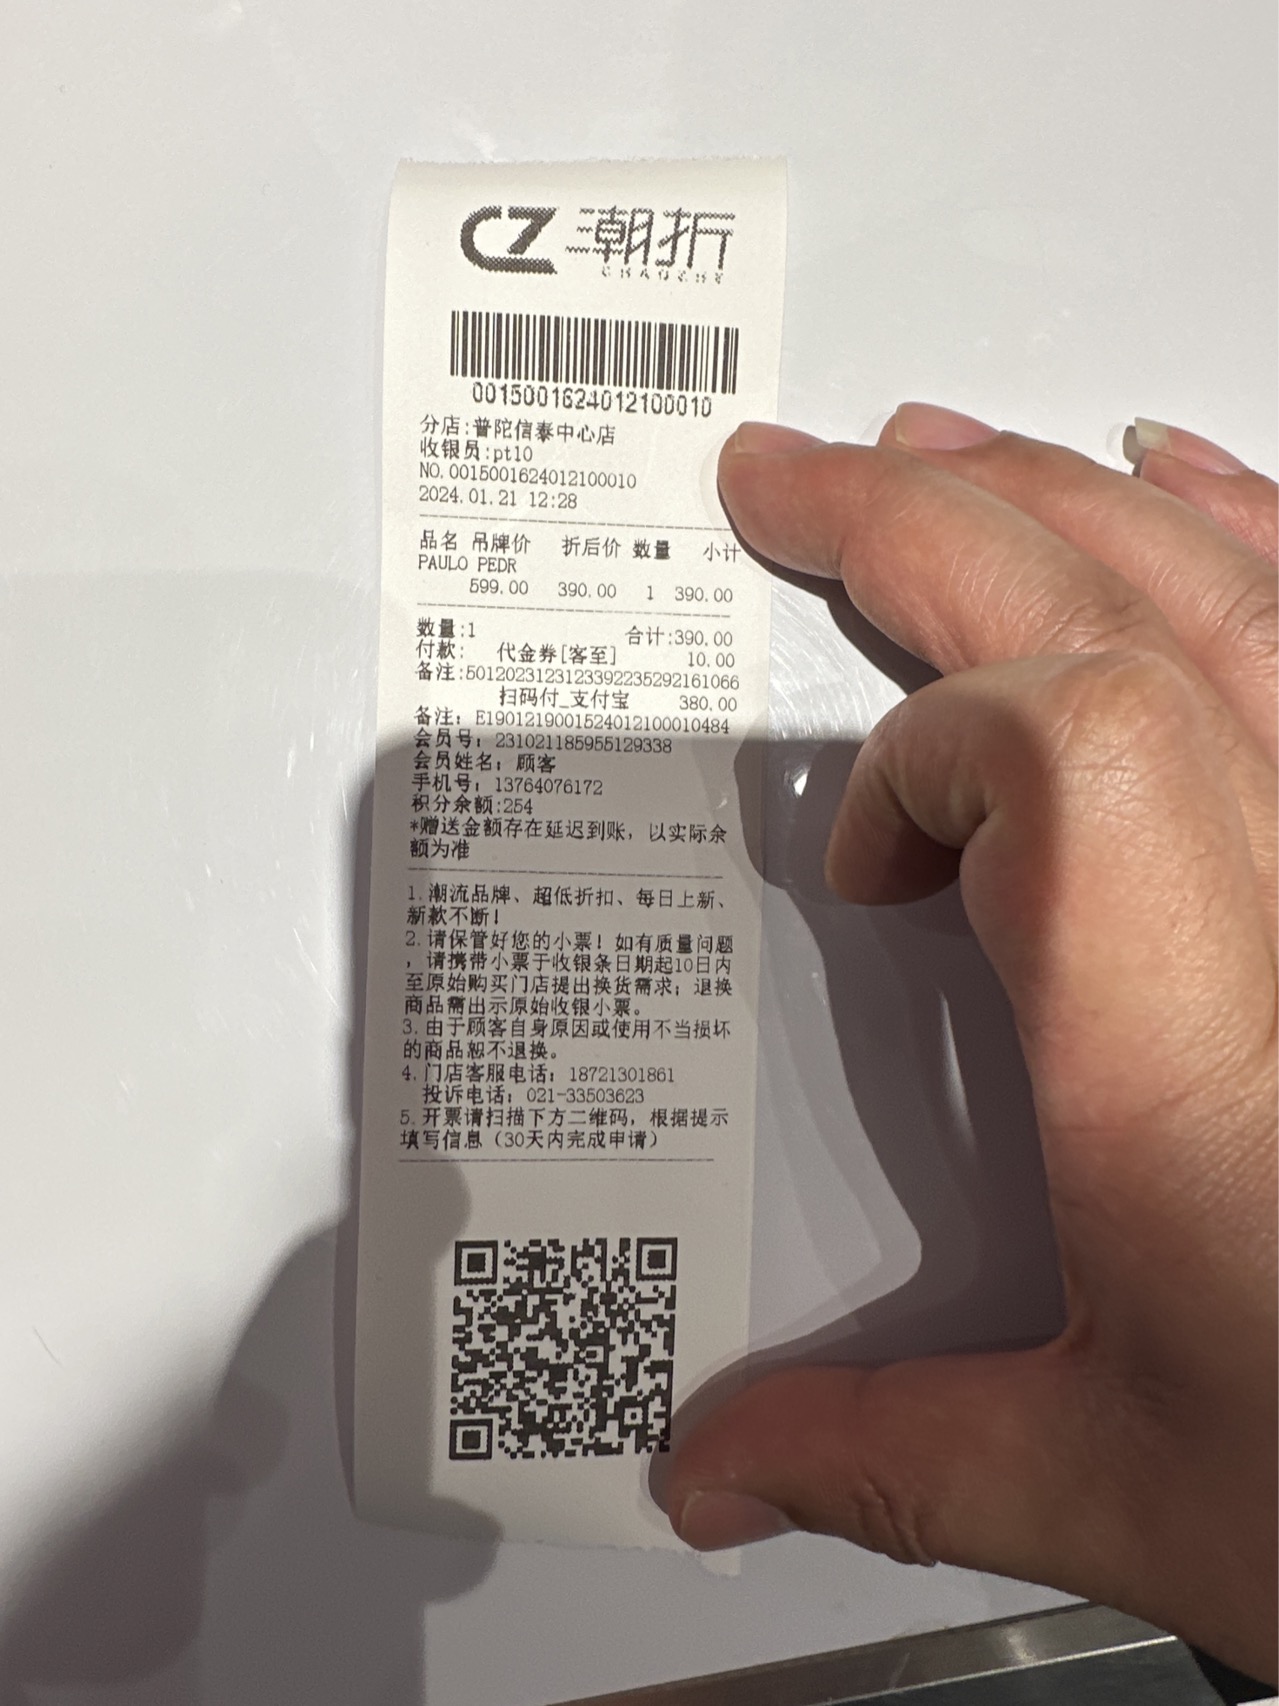 CZ 潮折
CHAOZHE
0015001624012100010
分店:普陀信泰中心店
收银员:pt10
NO.0015001624012100010
2024.01.21 12:28
品名 吊牌价 折后价 数量 小计
PAULO PEDR
599.00 390.00 1 390.00
数量:1 合计:390.00
付款: 代金券[客至] 10.00
备注:5012023123123392235292161066
扫码付_支付宝 380.00
备注: E1901219001524012100010484
会员号: 231021185955129338
会员姓名: 顾客
手机号: 13764076172
积分余额:254
*赠送金额存在延迟到账, 以实际余
额为准
1.潮流品牌、超低折扣、每日上新、
新款不断!
2.请保管好您的小票! 如有质量问题
, 请携带小票于收银条日期起10日内
至原始购买门店提出换货需求; 退换
商品需出示原始收银小票。
3.由于顾客自身原因或使用不当损坏
的商品恕不退换。
4.门店客服电话: 18721301861
投诉电话: 021-33503623
5.开票请扫描下方二维码, 根据提示
填写信息（30天内完成申请）